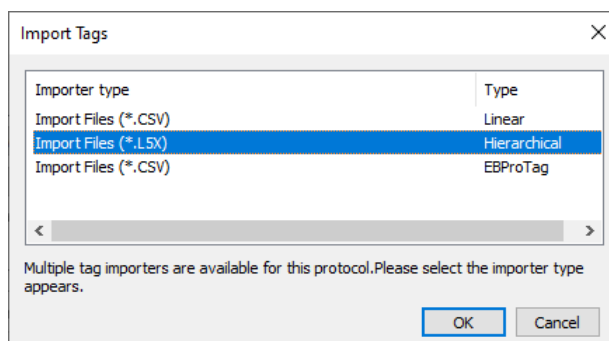 Import Tags
Importer type Type
Import Files (*.CSV) Linear
Import Files (*.L5X) Hierarchical
Import Files (*.CSV) EBProTag
Multiple tag importers are available for this protocol.Please select the importer type
appears.
OK Cancel